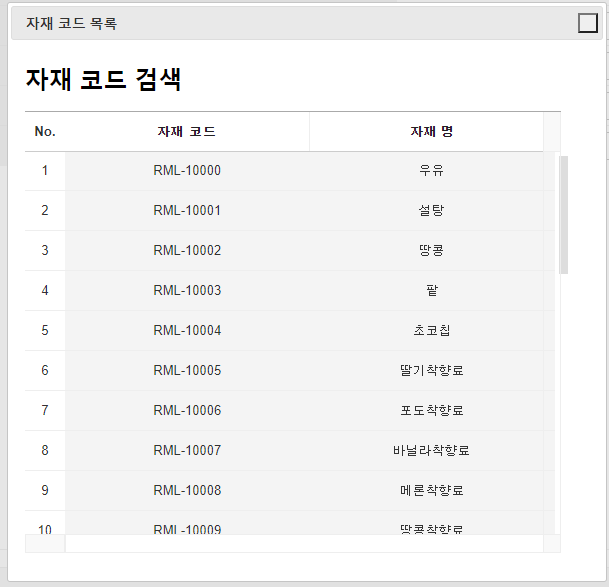 자재 코드 목록
자재 코드 검색
No. 자재 코드 자재 명
1 RML-10000 우유
2 RML-10001 설탕
3 RML-10002 땅콩
4 RML-10003 팥
5 RML-10004 초코칩
6 RML-10005 딸기착향료
7 RML-10006 포도착향료
8 RML-10007 바닐라착향료
9 RML-10008 메론착향료
10 RML-10009 땅콩착향료